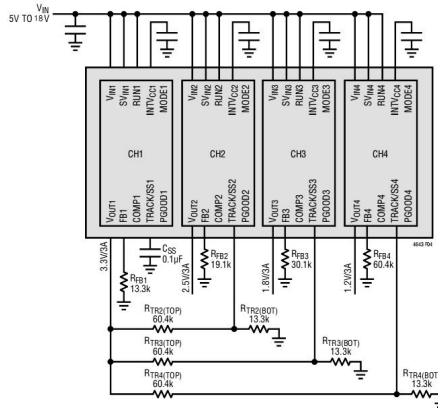 VIN
5V TO 18V
VIN1 SVIN1 RUN1 INTVCC1 MODE1
VIN2 SVIN2 RUN2 INTVCC2 MODE2
VIN3 SVIN3 RUN3 INTVCC3 MODE3
VIN4 SVIN4 RUN4 INTVCC4 MODE4
CH1 CH2 CH3 CH4
VOUT1 FB1 COMP1 TRACK/SS1 PGOOD1
VOUT2 FB2 COMP2 TRACK/SS2 PGOOD2
VOUT3 FB3 COMP3 TRACK/SS3 PGOOD3
VOUT4 FB4 COMP4 TRACK/SS4 PGOOD4
4643 F04
3.3V/3A
RFB1
13.3k
CSS
0.1µF
2.5V/3A
RFB2
19.1k
1.8V/3A
RFB3
30.1k
1.2V/3A
RFB4
60.4k
RTR2(TOP)
60.4k
RTR2(BOT)
13.3k
RTR3(TOP)
60.4k
RTR3(BOT)
13.3k
RTR4(TOP)
60.4k
RTR4(BOT)
13.3k